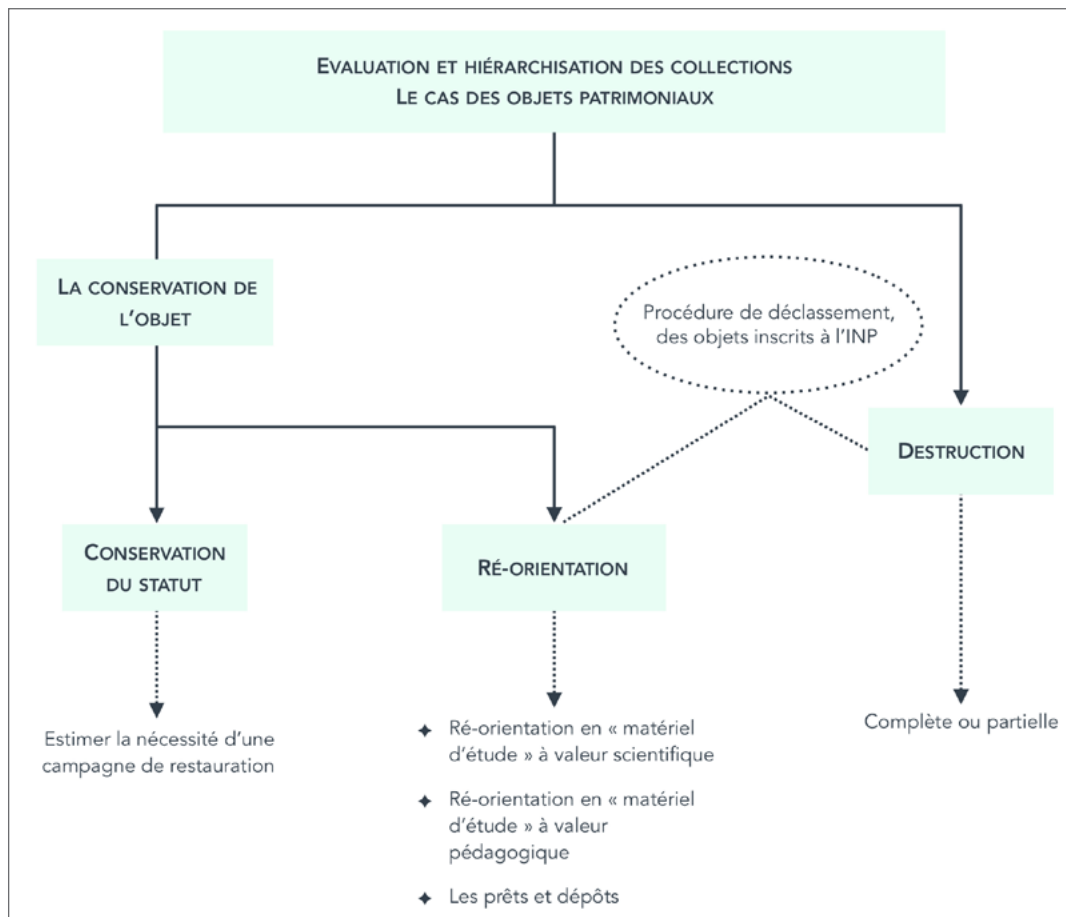 EVALUATION ET HIÉRARCHISATION DES COLLECTIONS
LE CAS DES OBJETS PATRIMONIAUX
LA CONSERVATION DE
L'OBJET
Procédure de déclassement,
des objets inscrits à l'INP
DESTRUCTION
CONSERVATION
DU STATUT
RÉ-ORIENTATION
Estimer la nécessité d'une
campagne de restauration
Ré-orientation en « matériel
d'étude » à valeur scientifique
Ré-orientation en « matériel
d'étude » à valeur
pédagogique
Les prêts et dépôts
Complète ou partielle